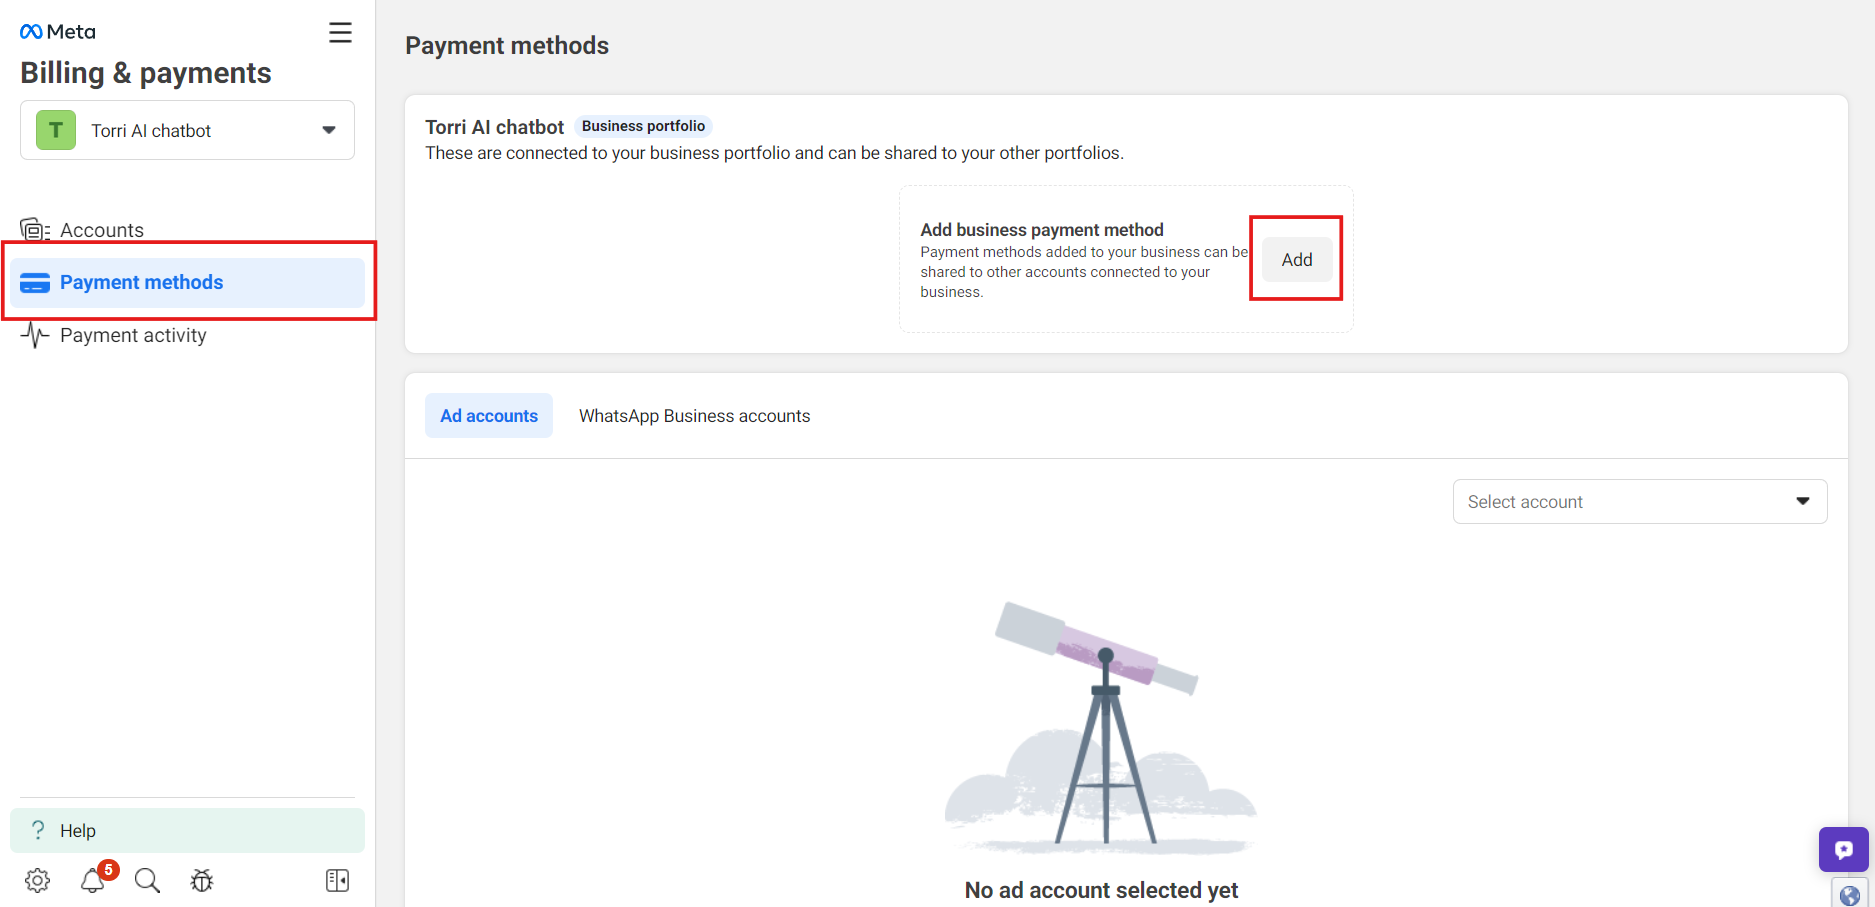 Meta
Billing & payments
T
Torri AI chatbot
Accounts
Payment methods
Payment activity
? Help
5
Payment methods
Torri AI chatbot Business portfolio
These are connected to your business portfolio and can be shared to your other portfolios.
Add business payment method
Payment methods added to your business can be
shared to other accounts connected to your
business.
Add
Ad accounts WhatsApp Business accounts
Select account
No ad account selected yet